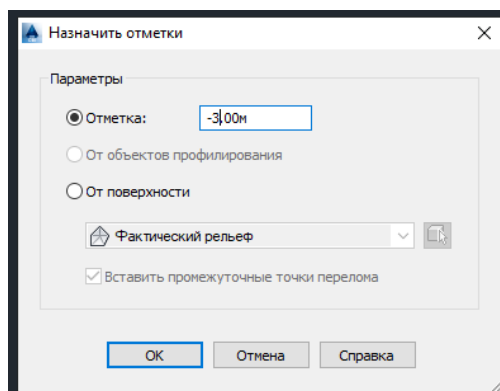 Назначить отметки
Параметры
Отметка: -3,00м
От объектов профилирования
От поверхности
Фактический рельеф
Вставить промежуточные точки перелома
ОК Отмена Справка